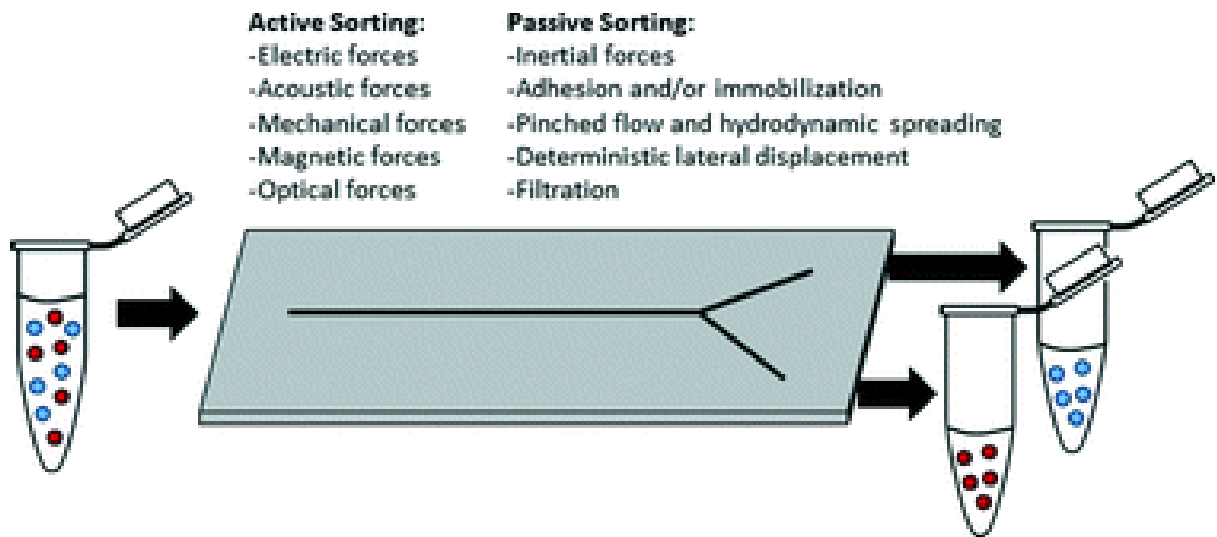 Active Sorting:
-Electric forces
-Acoustic forces
-Mechanical forces
-Magnetic forces
-Optical forces
Passive Sorting:
-Inertial forces
-Adhesion and/or immobilization
-Pinched flow and hydrodynamic spreading
-Deterministic lateral displacement
-Filtration